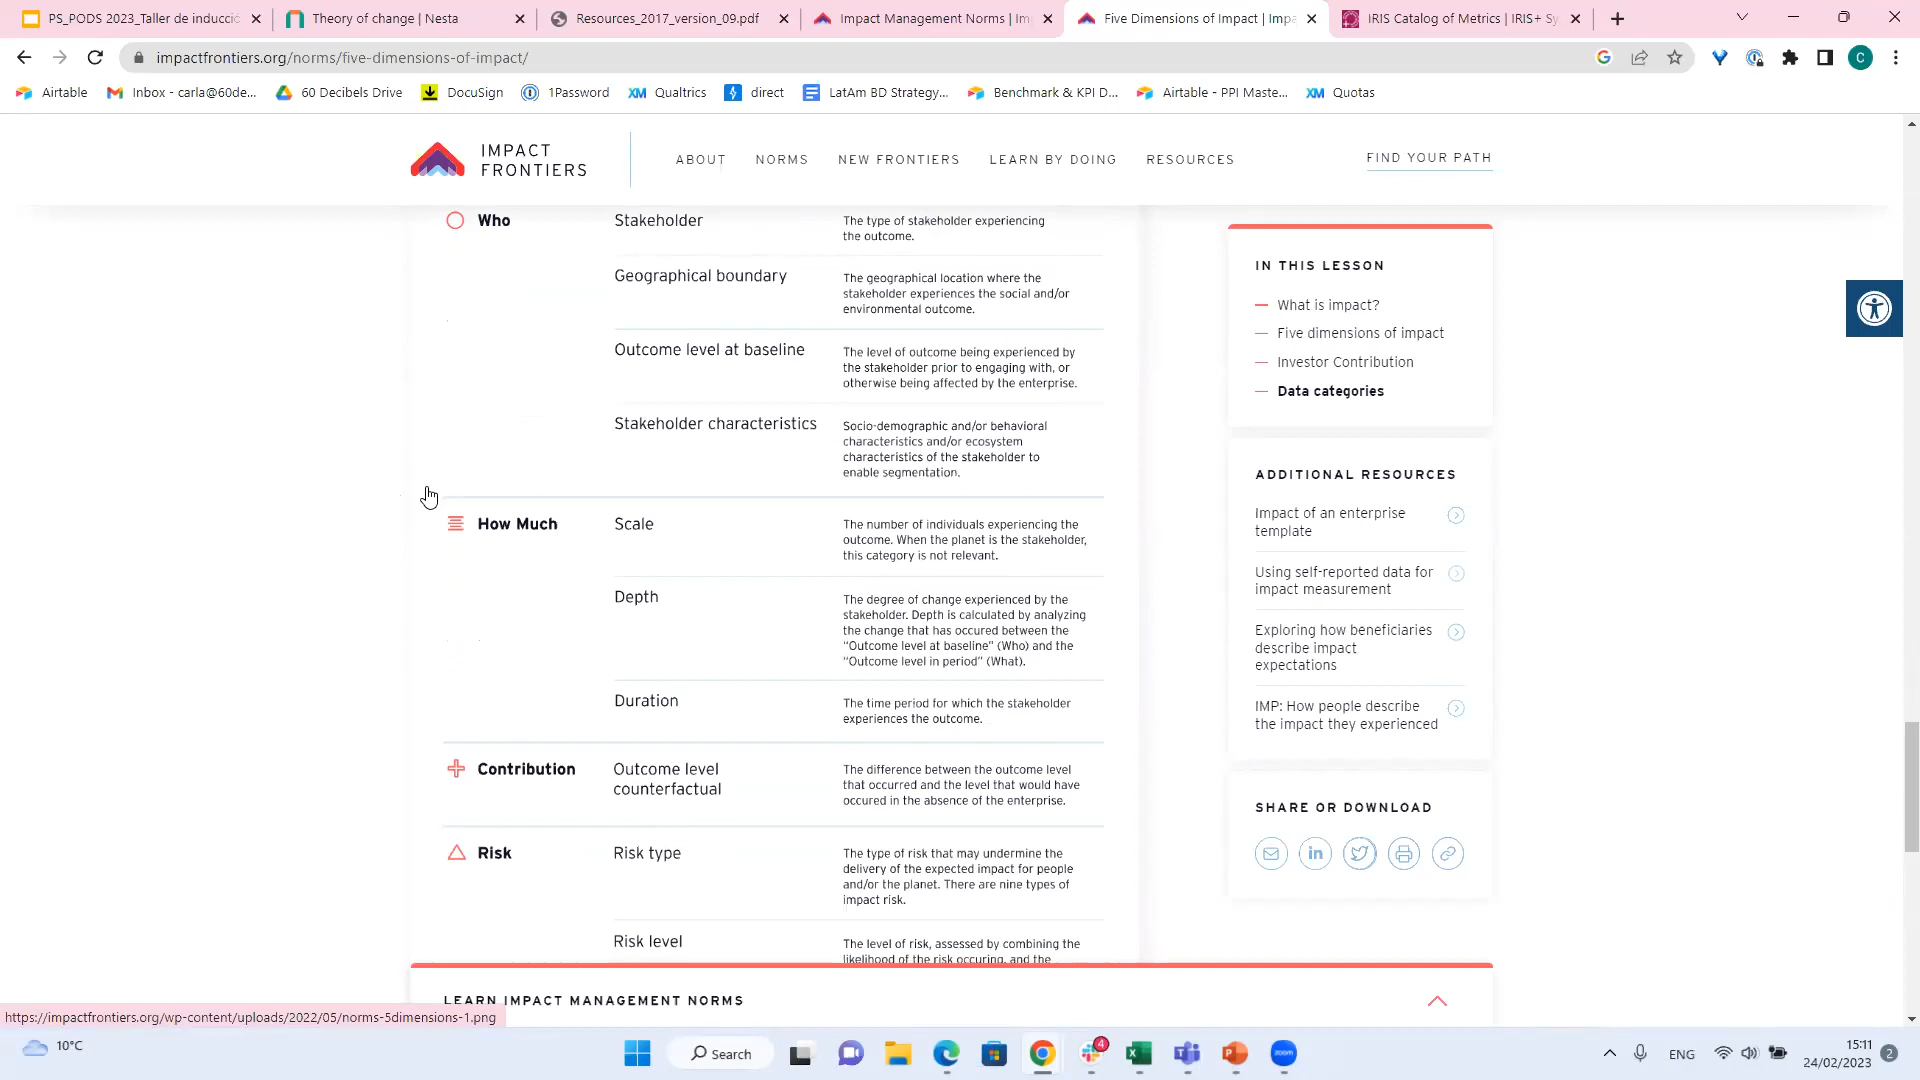 PS_PODS 2023_Taller de inducció
Theory of change | Nesta
Resources_2017_version_09.pdf
Impact Management Norms | Im
Five Dimensions of Impact | Impa
IRIS Catalog of Metrics | IRIS+ Sy
impactfrontiers.org/norms/five-dimensions-of-impact/
C
Airtable
Inbox - carla@60de...
60 Decibels Drive
DocuSign
1Password
Qualtrics
direct
LatAm BD Strategy...
Benchmark & KPI D...
Airtable - PPI Maste...
Quotas
IMPACT
FRONTIERS
ABOUT
NORMS
NEW FRONTIERS
LEARN BY DOING
RESOURCES
FIND YOUR PATH
Who
Stakeholder
The type of stakeholder experiencing
the outcome.
Geographical boundary
The geographical location where the
stakeholder experiences the social and/or
environmental outcome.
Outcome level at baseline
The level of outcome being experienced by
the stakeholder prior to engaging with, or
otherwise being affected by the enterprise.
Stakeholder characteristics
Socio-demographic and/or behavioral
characteristics and/or ecosystem
characteristics of the stakeholder to
enable segmentation.
How Much
Scale
The number of individuals experiencing the
outcome. When the planet is the stakeholder,
this category is not relevant.
Depth
The degree of change experienced by the
stakeholder. Depth is calculated by analyzing
the change that has occured between the
“Outcome level at baseline” (Who) and the
“Outcome level in period” (What).
Duration
The time period for which the stakeholder
experiences the outcome.
Contribution
Outcome level
counterfactual
The difference between the outcome level
that occurred and the level that would have
occured in the absence of the enterprise.
Risk
Risk type
The type of risk that may undermine the
delivery of the expected impact for people
and/or the planet. There are nine types of
impact risk.
Risk level
The level of risk, assessed by combining the
likelihood of the risk occuring, and the
IN THIS LESSON
What is impact?
Five dimensions of impact
Investor Contribution
Data categories
ADDITIONAL RESOURCES
Impact of an enterprise
template
Using self-reported data for
impact measurement
Exploring how beneficiaries
describe impact
expectations
IMP: How people describe
the impact they experienced
SHARE OR DOWNLOAD
LEARN IMPACT MANAGEMENT NORMS
https://impactfrontiers.org/wp-content/uploads/2022/05/norms-5dimensions-1.png
10°C
Search
4
zoom
ENG
15:11
24/02/2023
2